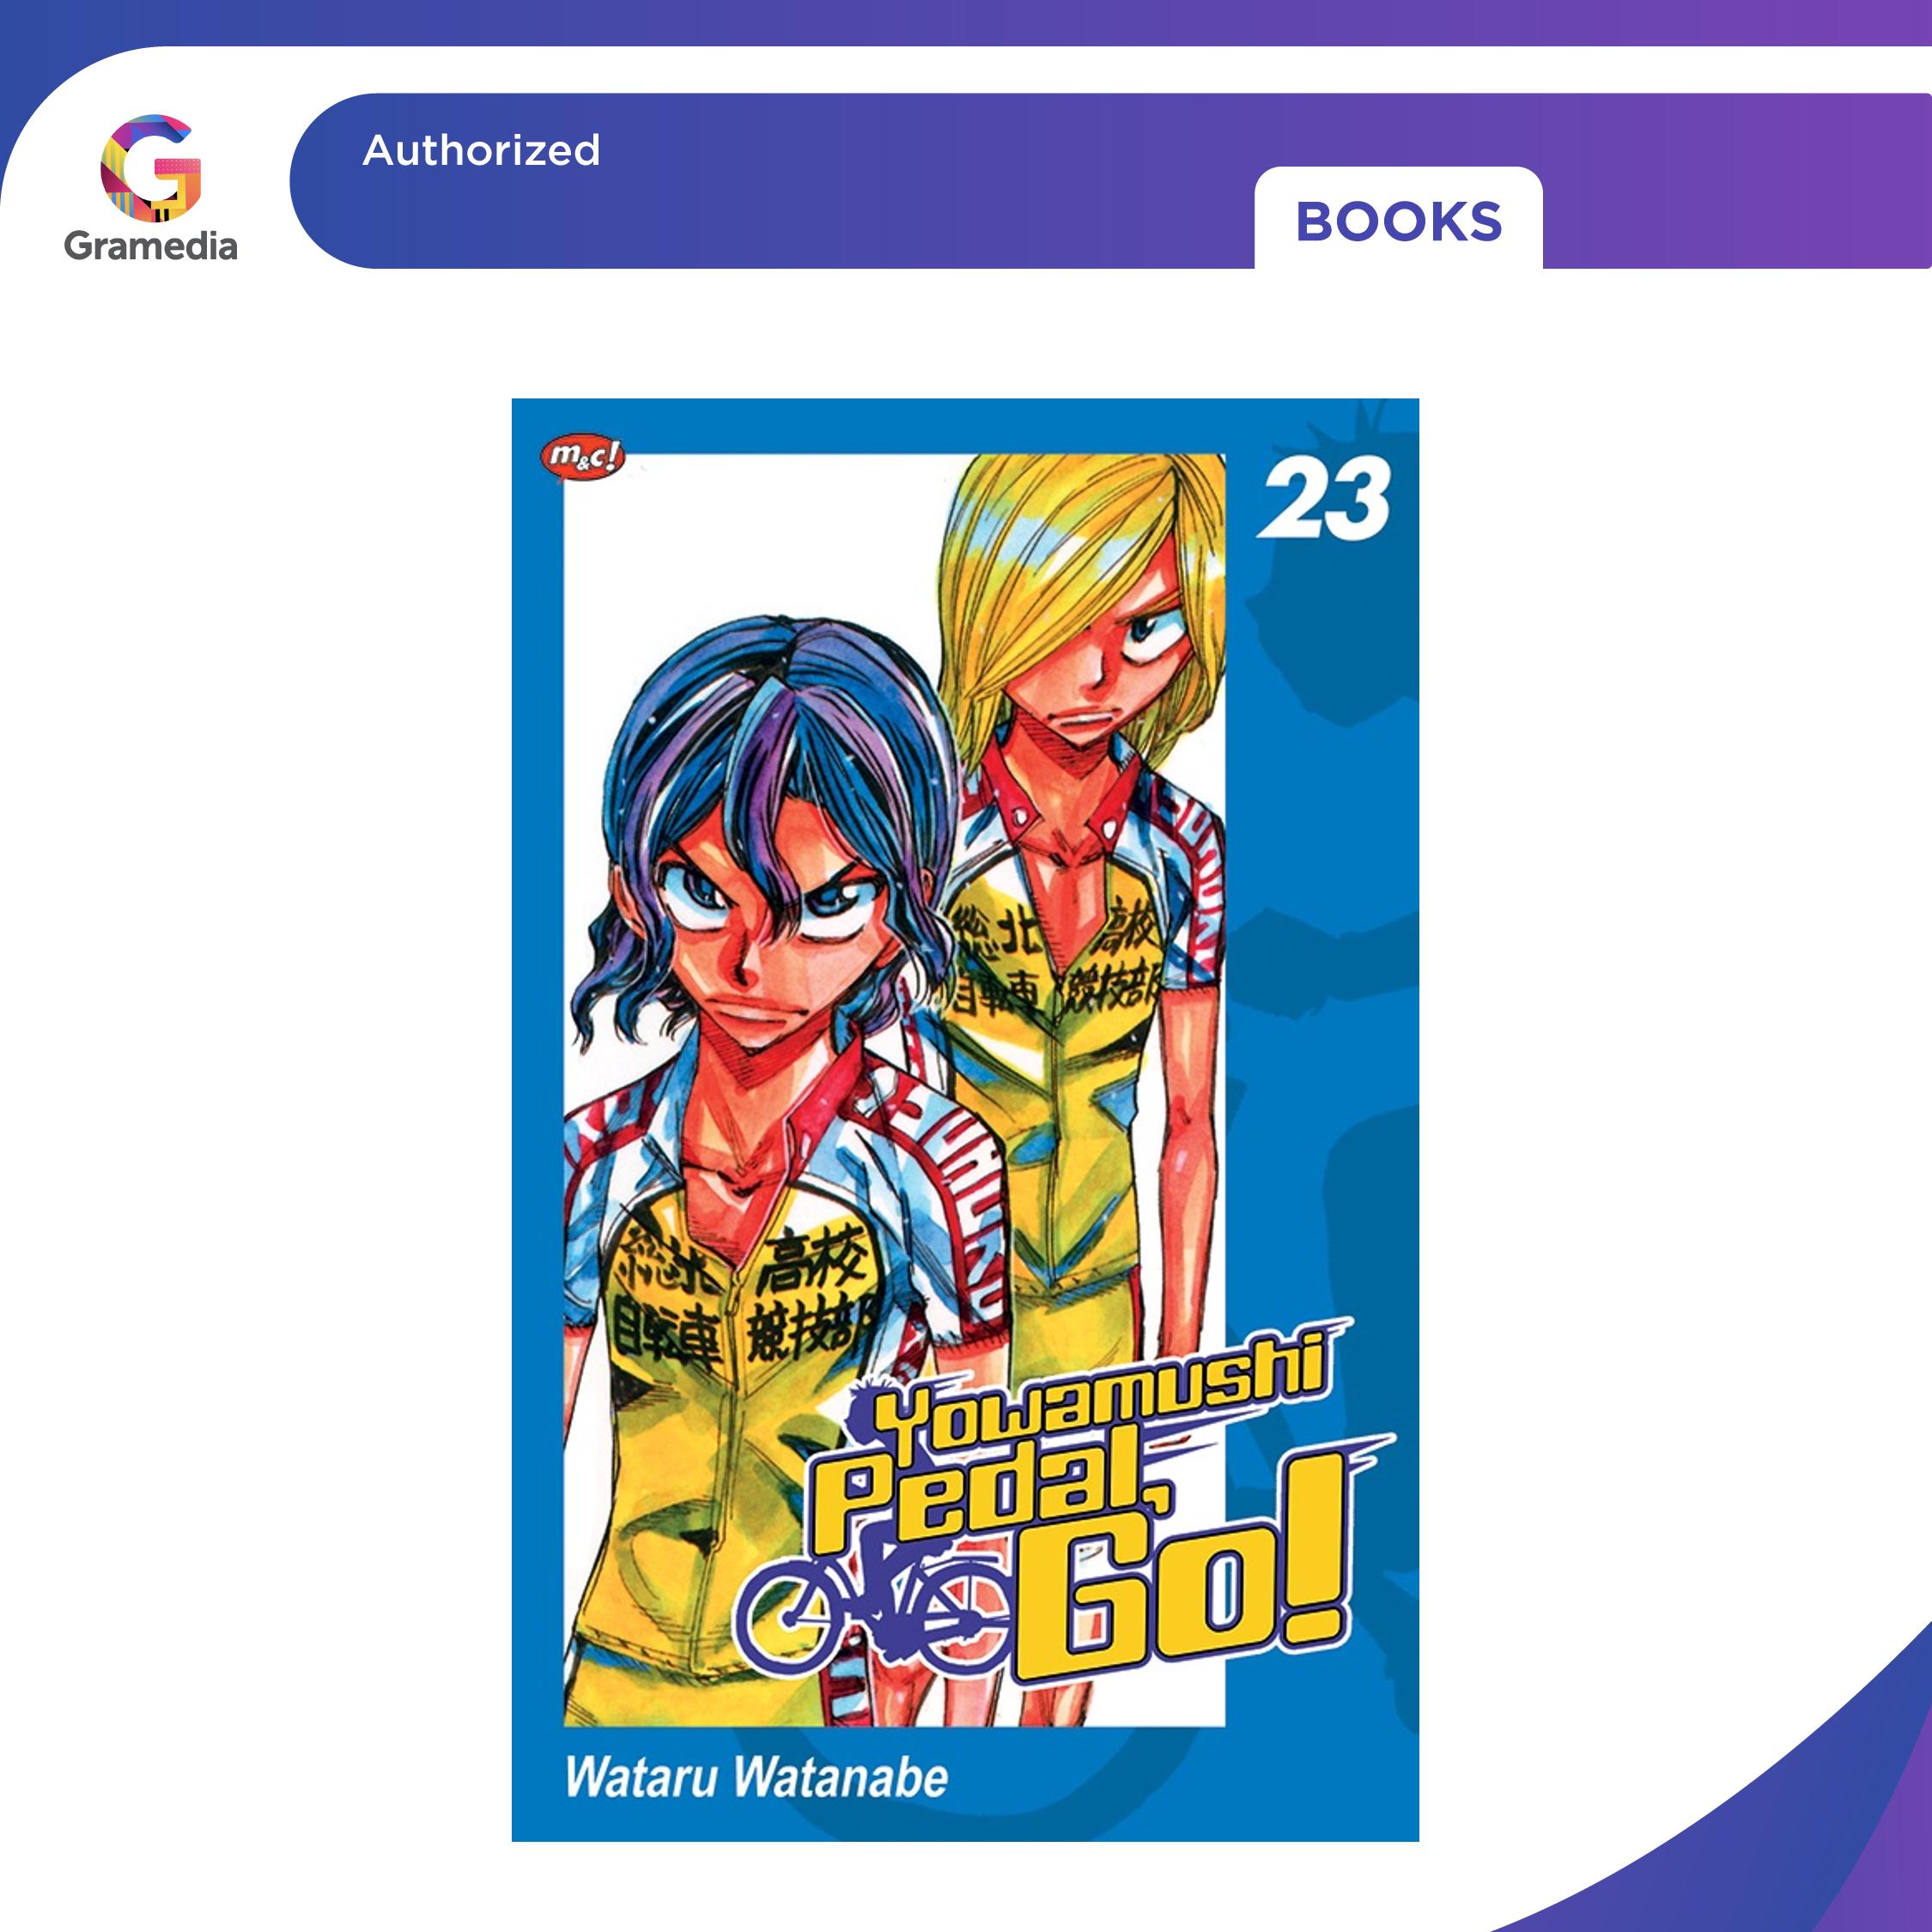 Gramedia
Authorized
BOOKS
m&c!
23
総北 高校
自転車 競技部
SOHOKU
総北 高校
自転車 競技部
Yowamushi
Pedal,
Go!
Wataru Watanabe